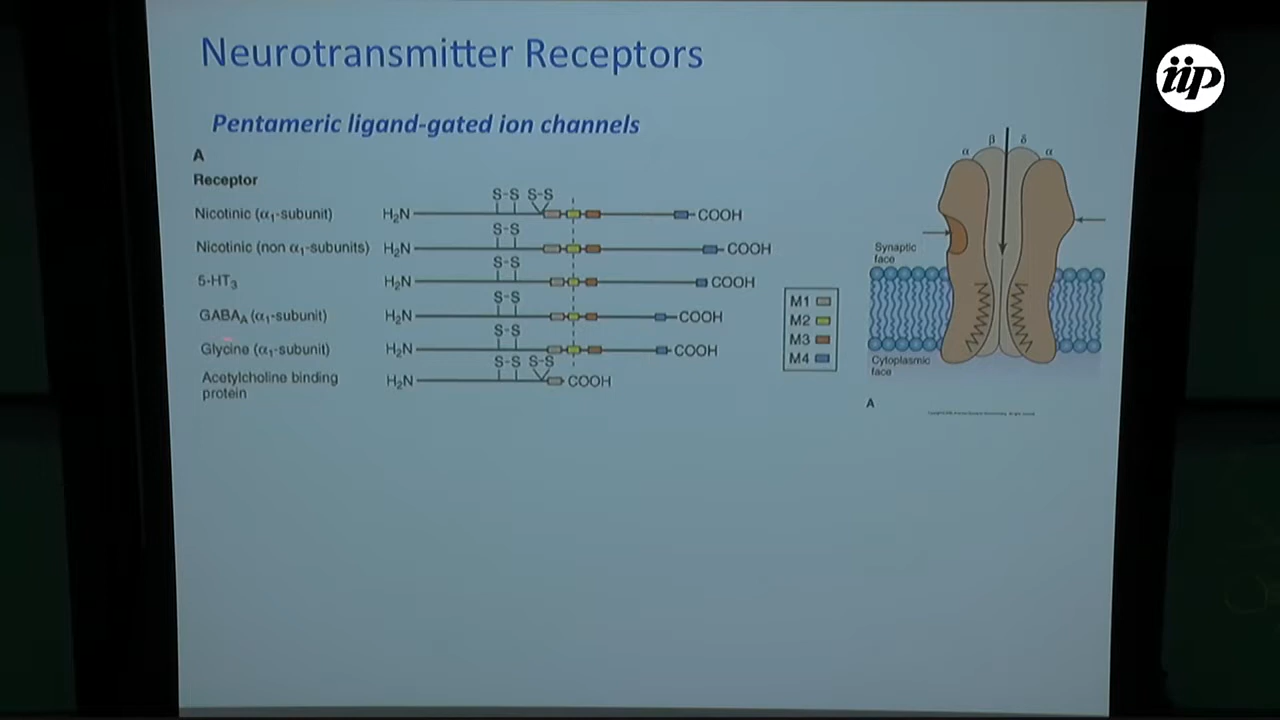 Neurotransmitter Receptors
iip
Pentameric ligand-gated ion channels
A
Receptor
S-S S-S
Nicotinic (α₁-subunit) H₂N COOH
S-S
Nicotinic (non α₁-subunits) H₂N COOH
S-S
5-HT₃ H₂N COOH
S-S
GABA_A (α₁-subunit) H₂N COOH
S-S
Glycine (α₁-subunit) H₂N COOH
S-S S-S
Acetylcholine binding protein H₂N COOH
M1
M2
M3
M4
α β δ α
Synaptic
face
Cytoplasmic
face
A